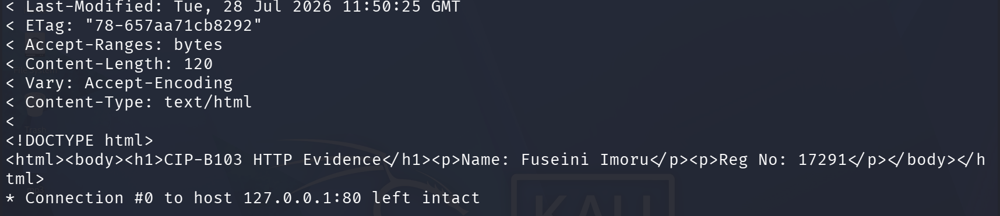 < Last-Modified: Tue, 28 Jul 2026 11:50:25 GMT
< ETag: "78-657aa71cb8292"
< Accept-Ranges: bytes
< Content-Length: 120
< Vary: Accept-Encoding
< Content-Type: text/html
<
<!DOCTYPE html>
<html><body><h1>CIP-B103 HTTP Evidence</h1><p>Name: Fuseini Imoru</p><p>Reg No: 17291</p></body></h
tml>
* Connection #0 to host 127.0.0.1:80 left intact
KALI